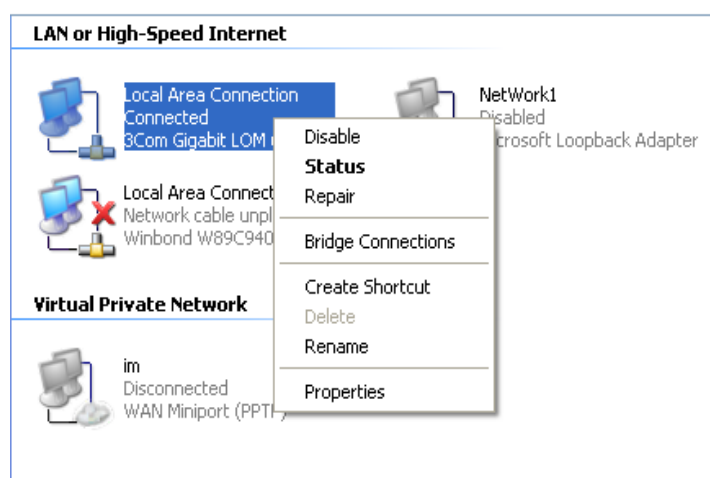 LAN or High-Speed Internet
Local Area Connection
Connected
3Com Gigabit LOM
NetWork1
Disabled
crosoft Loopback Adapter
Local Area Connect
Network cable unpl
Winbond W89C940
Disable
Status
Repair
Bridge Connections
Create Shortcut
Delete
Rename
Properties
Virtual Private Network
im
Disconnected
WAN Miniport (PPTP)